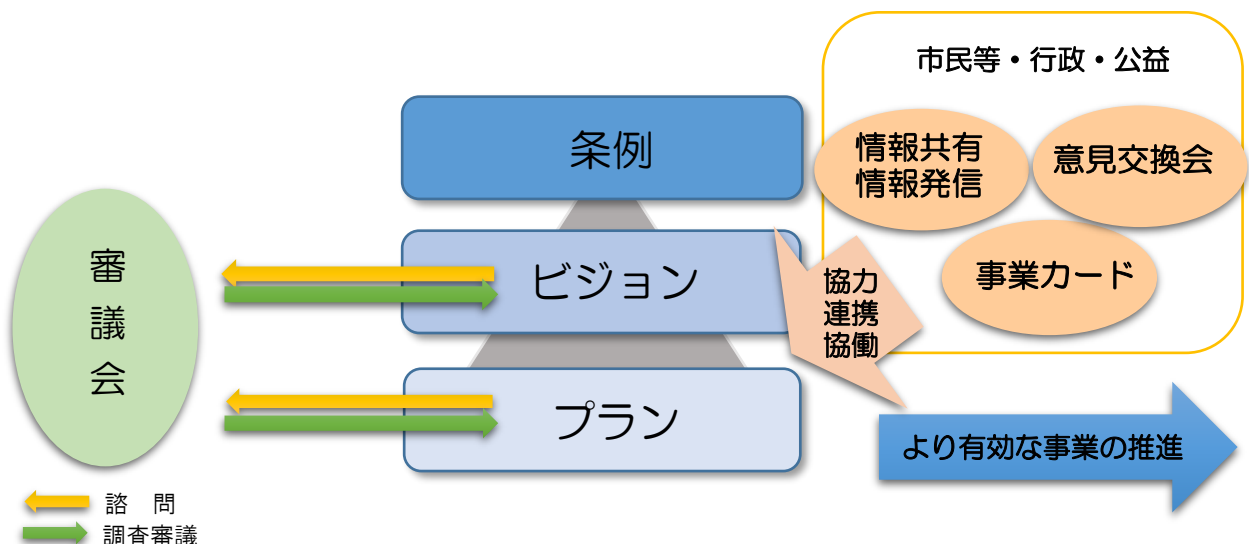 市民等・行政・公益
条例
情報共有
情報発信
意見交換会
審
議
会
ビジョン
事業カード
協力
連携
協働
プラン
より有効な事業の推進
諮　問
調査審議